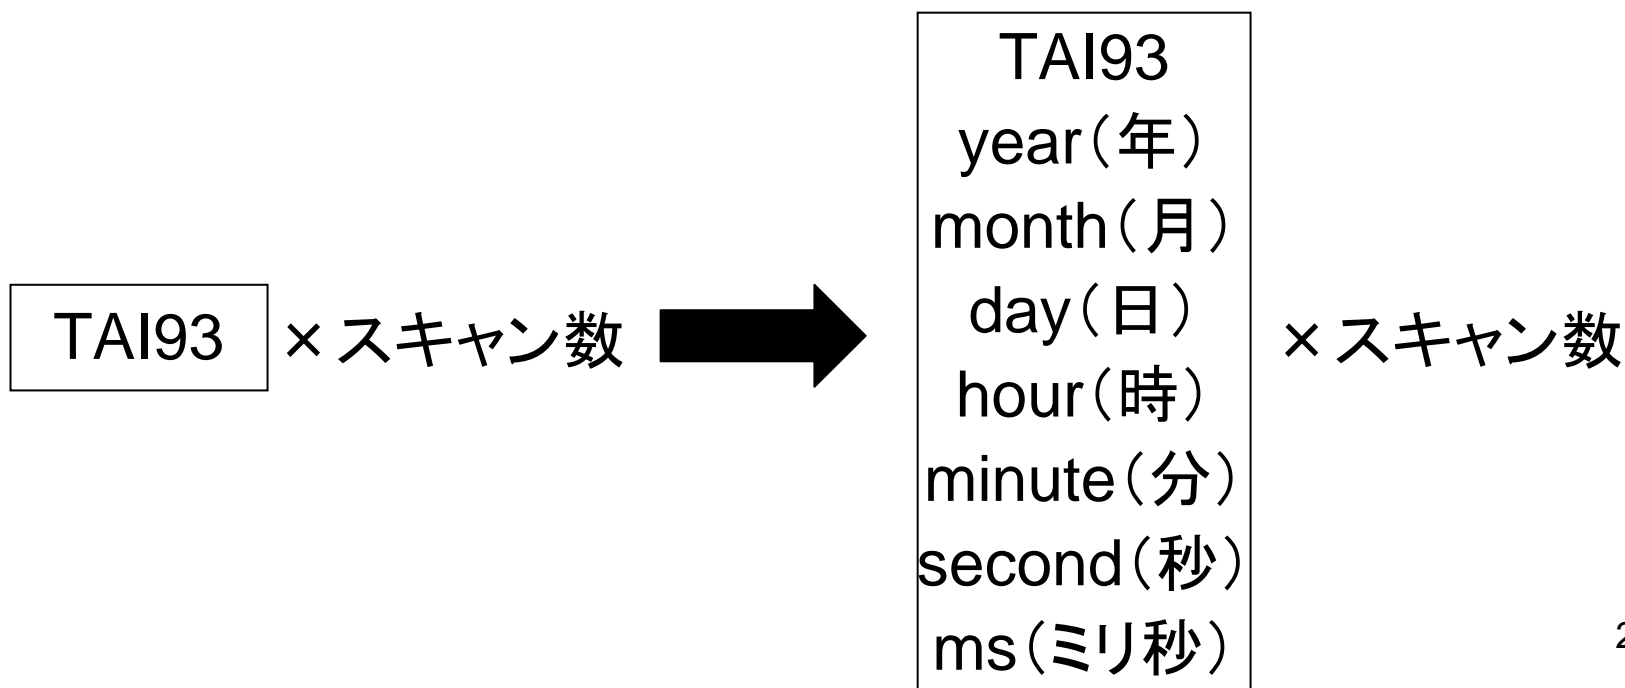 TAI93
×スキャン数
TAI93
year(年)
month(月)
day(日)
hour(時)
minute(分)
second(秒)
ms(ミリ秒)
×スキャン数
2